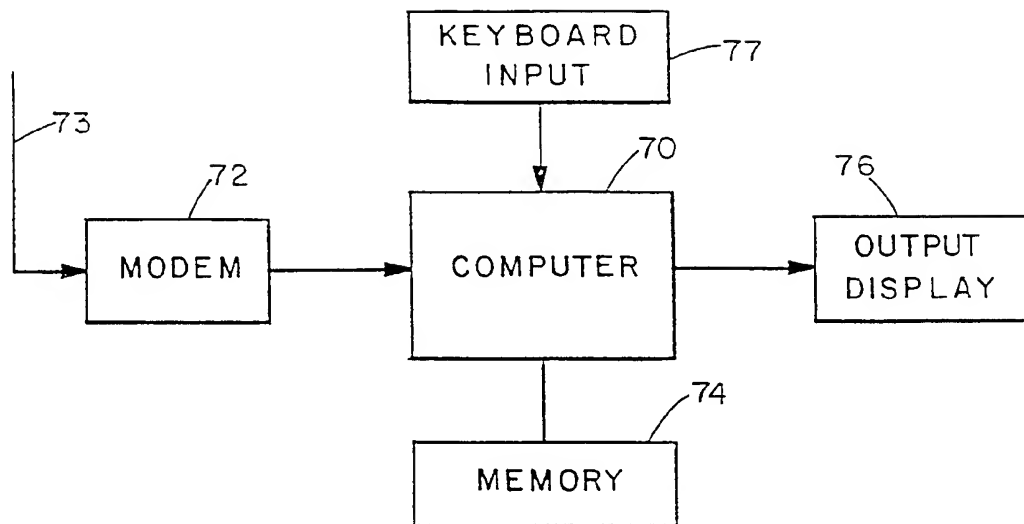 KEYBOARD
INPUT
77
73
72
70
76
MODEM
COMPUTER
OUTPUT
DISPLAY
74
MEMORY